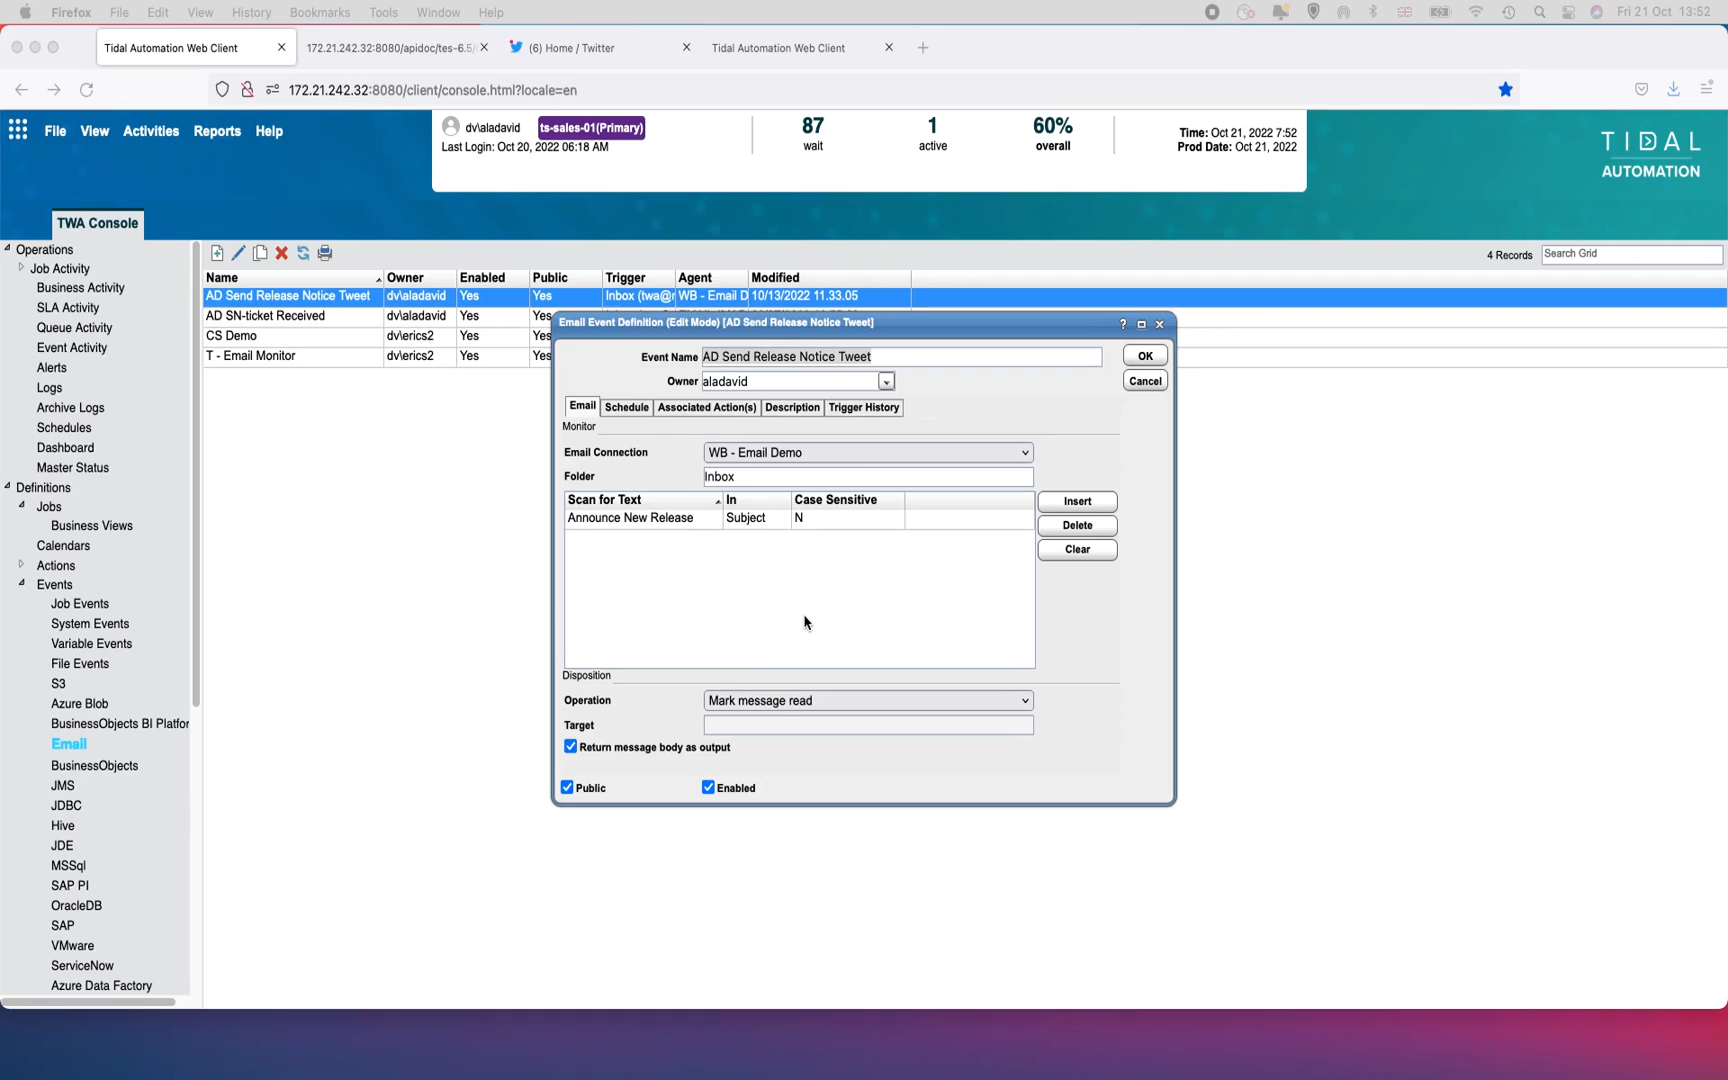 Firefox File Edit View History Bookmarks Tools Window Help Fri 21 Oct 13:52
Tidal Automation Web Client 172.21.242.32:8080/apidoc/tes-6.5/ (6) Home / Twitter Tidal Automation Web Client
172.21.242.32:8080/client/console.html?locale=en
File View Activities Reports Help
dv\aladavid ts-sales-01(Primary)
Last Login: Oct 20, 2022 06:18 AM
87 wait
1 active
60% overall
Time: Oct 21, 2022 7:52
Prod Date: Oct 21, 2022
TIDAL
AUTOMATION
TWA Console
Operations
Job Activity
Business Activity
SLA Activity
Queue Activity
Event Activity
Alerts
Logs
Archive Logs
Schedules
Dashboard
Master Status
Definitions
Jobs
Business Views
Calendars
Actions
Events
Job Events
System Events
Variable Events
File Events
S3
Azure Blob
BusinessObjects BI Platfor
Email
BusinessObjects
JMS
JDBC
Hive
JDE
MSSql
SAP PI
OracleDB
SAP
VMware
ServiceNow
Azure Data Factory
4 Records Search Grid
Name Owner Enabled Public Trigger Agent Modified
AD Send Release Notice Tweet dv\aladavid Yes Yes Inbox (twa@r WB - Email D 10/13/2022 11.33.05
AD SN-ticket Received dv\aladavid Yes Yes
CS Demo dv\erics2 Yes Yes
T - Email Monitor dv\erics2 Yes Yes
Email Event Definition (Edit Mode) [AD Send Release Notice Tweet] ?
Event Name AD Send Release Notice Tweet OK
Owner aladavid Cancel
Email Schedule Associated Action(s) Description Trigger History
Monitor
Email Connection WB - Email Demo
Folder Inbox
Scan for Text In Case Sensitive Insert
Announce New Release Subject N Delete
Clear
Disposition
Operation Mark message read
Target
Return message body as output
Public Enabled